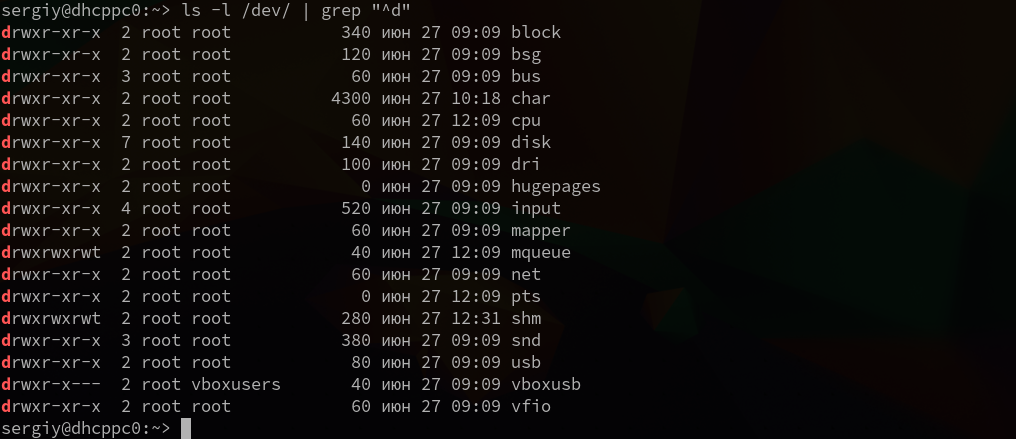 sergiy@dhcppc0:~> ls -l /dev/ | grep "^d"
drwxr-xr-x  2 root root           340 июн 27 09:09 block
drwxr-xr-x  2 root root           120 июн 27 09:09 bsg
drwxr-xr-x  3 root root            60 июн 27 09:09 bus
drwxr-xr-x  2 root root          4300 июн 27 10:18 char
drwxr-xr-x  2 root root            60 июн 27 12:09 cpu
drwxr-xr-x  7 root root           140 июн 27 09:09 disk
drwxr-xr-x  2 root root           100 июн 27 09:09 dri
drwxr-xr-x  2 root root             0 июн 27 09:09 hugepages
drwxr-xr-x  4 root root           520 июн 27 09:09 input
drwxr-xr-x  2 root root            60 июн 27 09:09 mapper
drwxrwxrwt  2 root root            40 июн 27 12:09 mqueue
drwxr-xr-x  2 root root            60 июн 27 09:09 net
drwxr-xr-x  2 root root             0 июн 27 12:09 pts
drwxrwxrwt  2 root root           280 июн 27 12:31 shm
drwxr-xr-x  3 root root           380 июн 27 09:09 snd
drwxr-xr-x  2 root root            80 июн 27 09:09 usb
drwxr-x---  2 root vboxusers       40 июн 27 09:09 vboxusb
drwxr-xr-x  2 root root            60 июн 27 09:09 vfio
sergiy@dhcppc0:~>